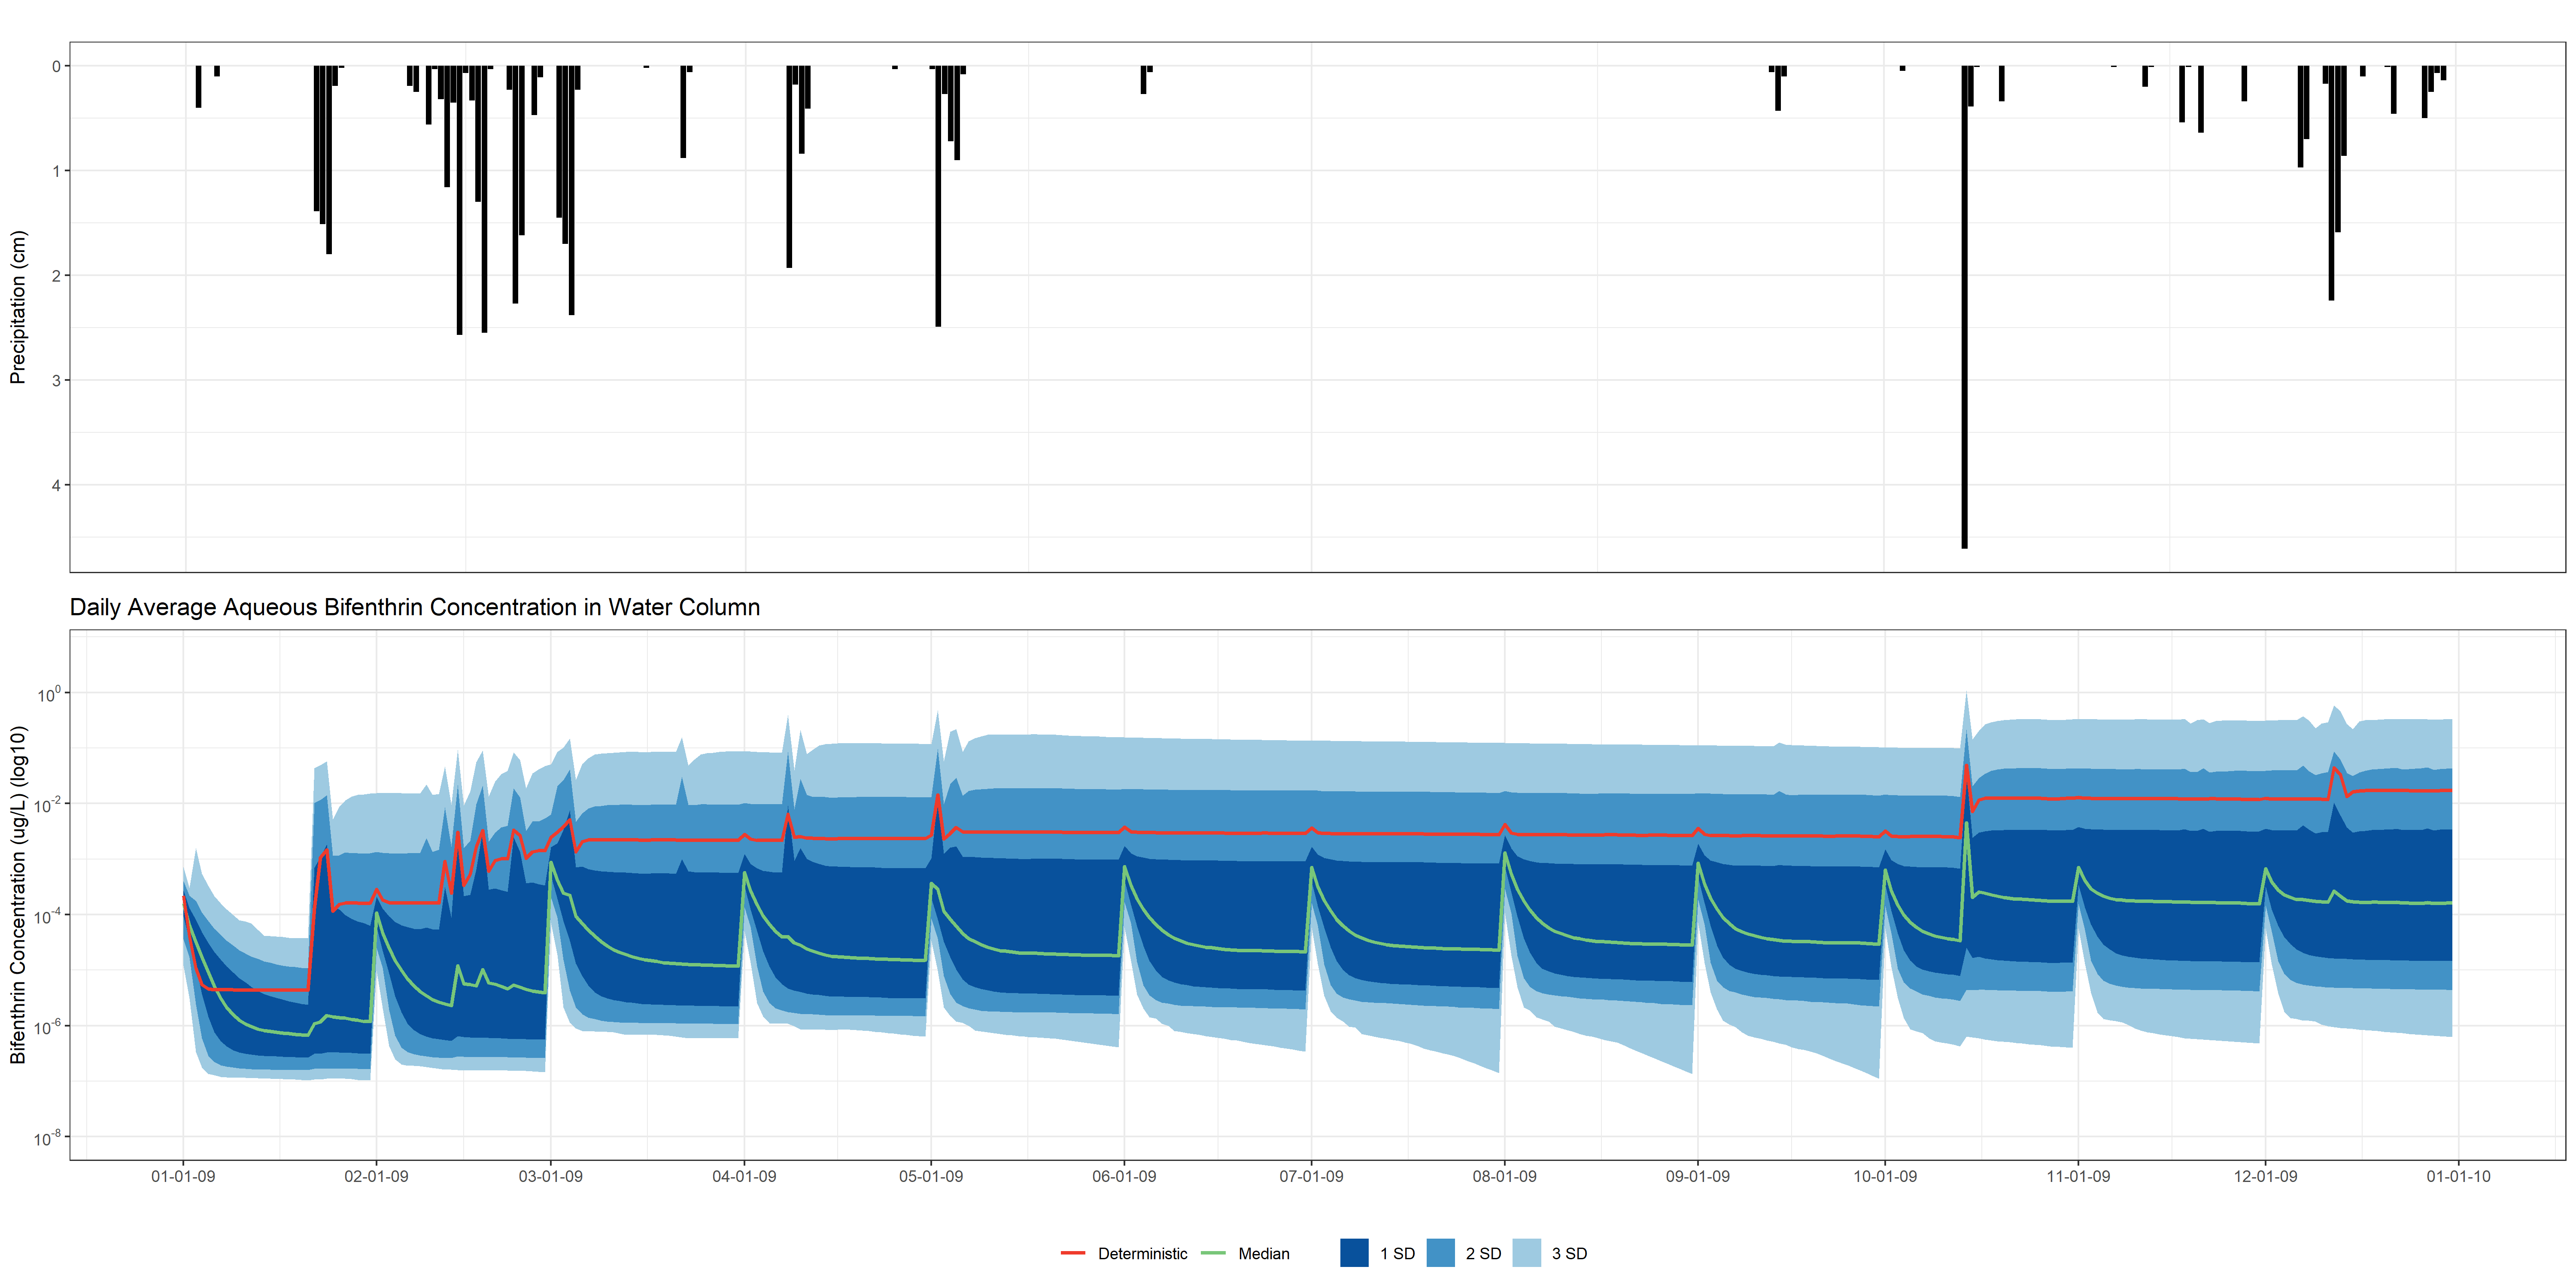 0
1
2
3
4
Precipitation (cm)
Daily Average Aqueous Bifenthrin Concentration in Water Column
10^0
10^-2
10^-4
10^-6
10^-8
Bifenthrin Concentration (ug/L) (log10)
01-01-09 02-01-09 03-01-09 04-01-09 05-01-09 06-01-09 07-01-09 08-01-09 09-01-09 10-01-09 11-01-09 12-01-09 01-01-10
Deterministic Median 1 SD 2 SD 3 SD